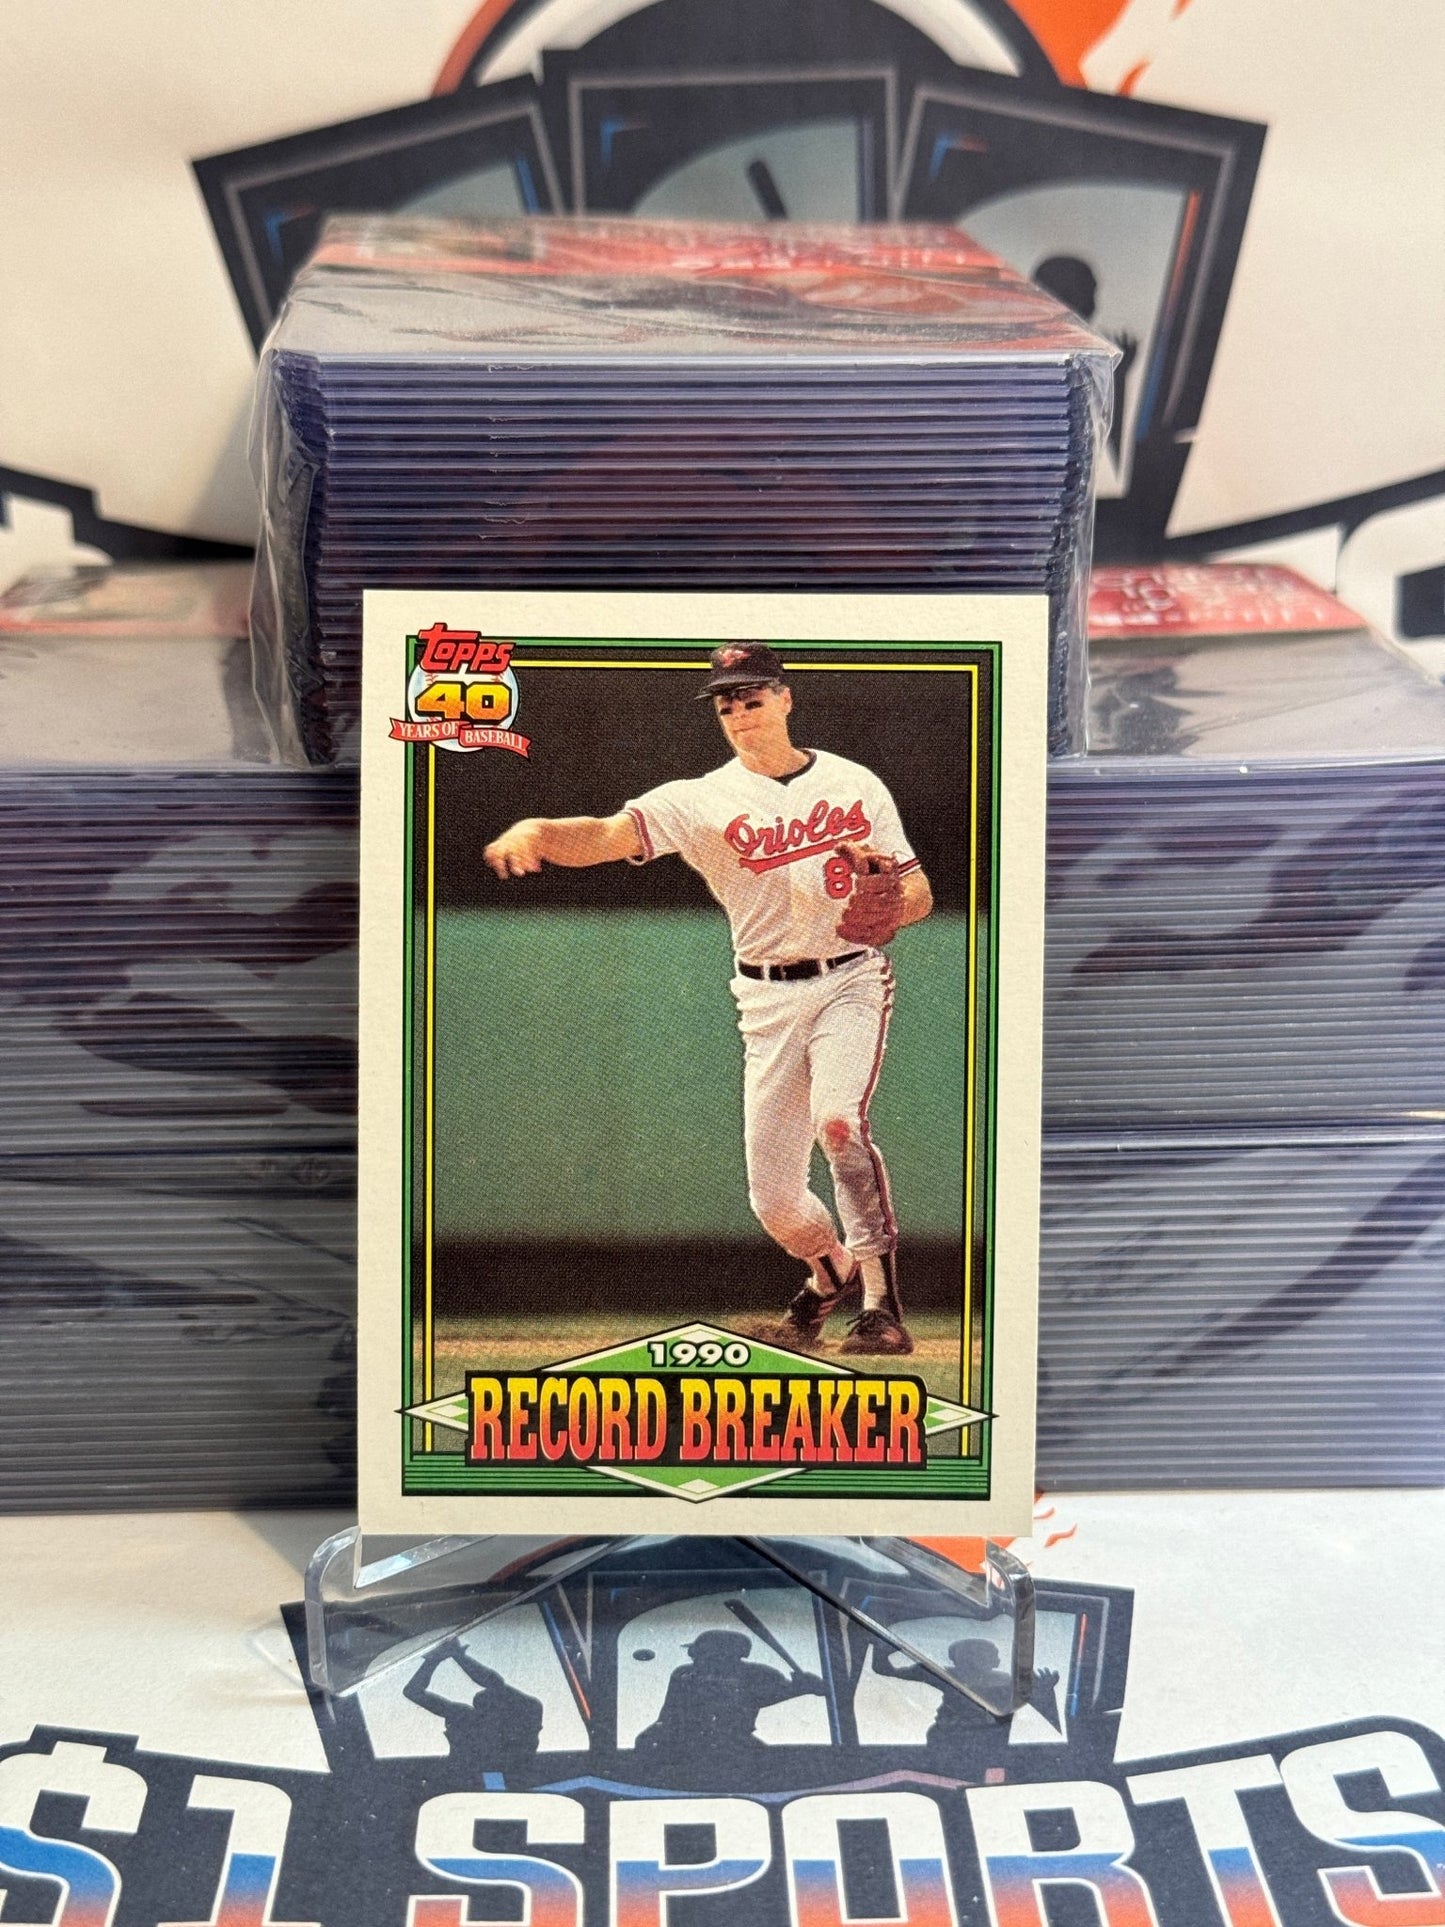 topps
40
YEARS OF BASEBALL
Orioles
8
1990
RECORD BREAKER
$1 SPORTS